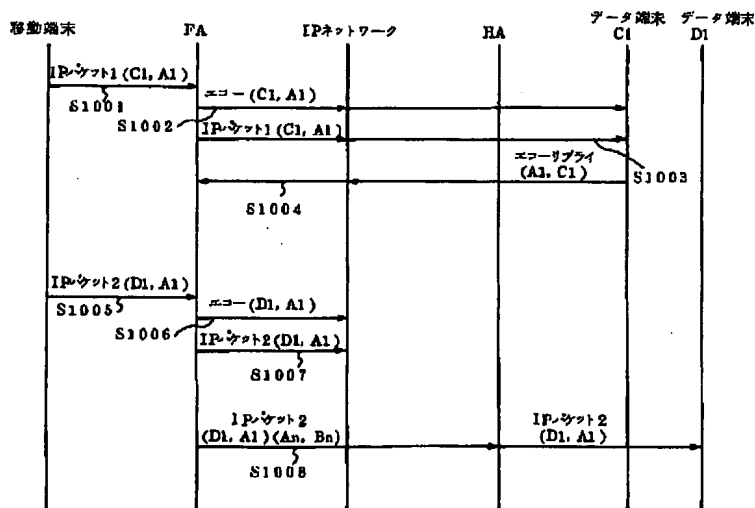 移動端末 FA IPネットワーク HA データ端末 C1 データ端末 D1
IPパケット1(C1, A1)
S1001
エコー(C1, A1)
S1002
IPパケット1(C1, A1)
S1003
エコーリプライ
(A1, C1)
S1004
IPパケット2(D1, A1)
S1005
エコー(D1, A1)
S1006
IPパケット2(D1, A1)
S1007
IPパケット2
(D1, A1)(An, Bn)
S1008
IPパケット2
(D1, A1)